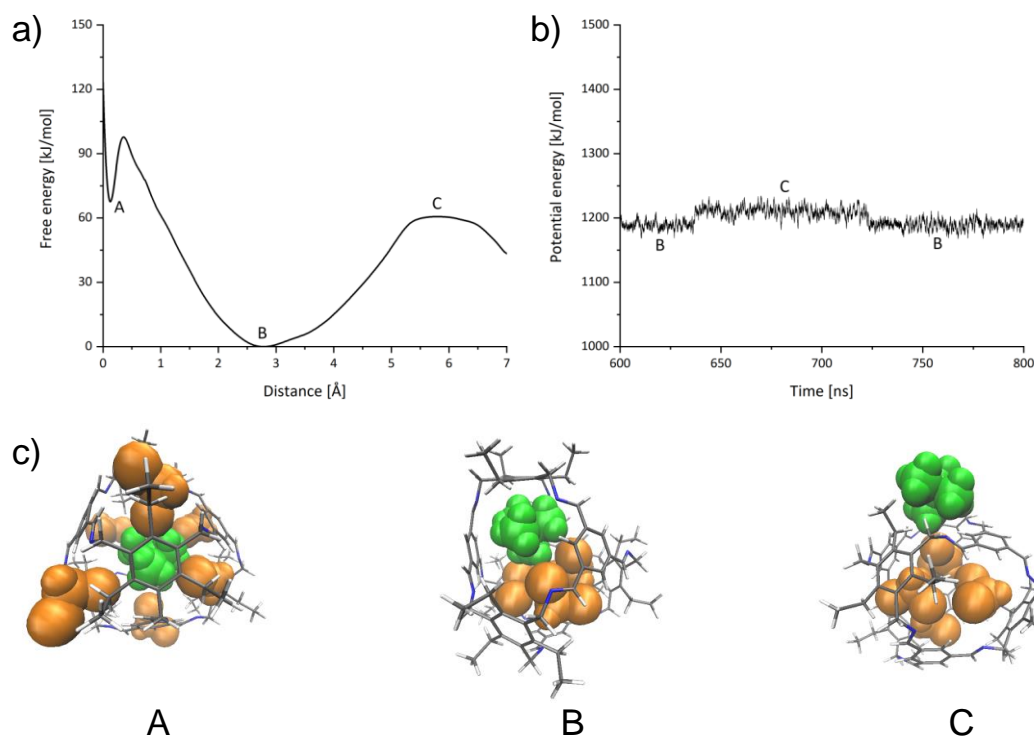 a)
150
120
90
60
30
0
Free energy [kJ/mol]
A
B
C
0 1 2 3 4 5 6 7
Distance [Å]
b)
1500
1400
1300
1200
1100
1000
Potential energy [kJ/mol]
B
C
B
600 650 700 750 800
Time [ns]
c)
A B C